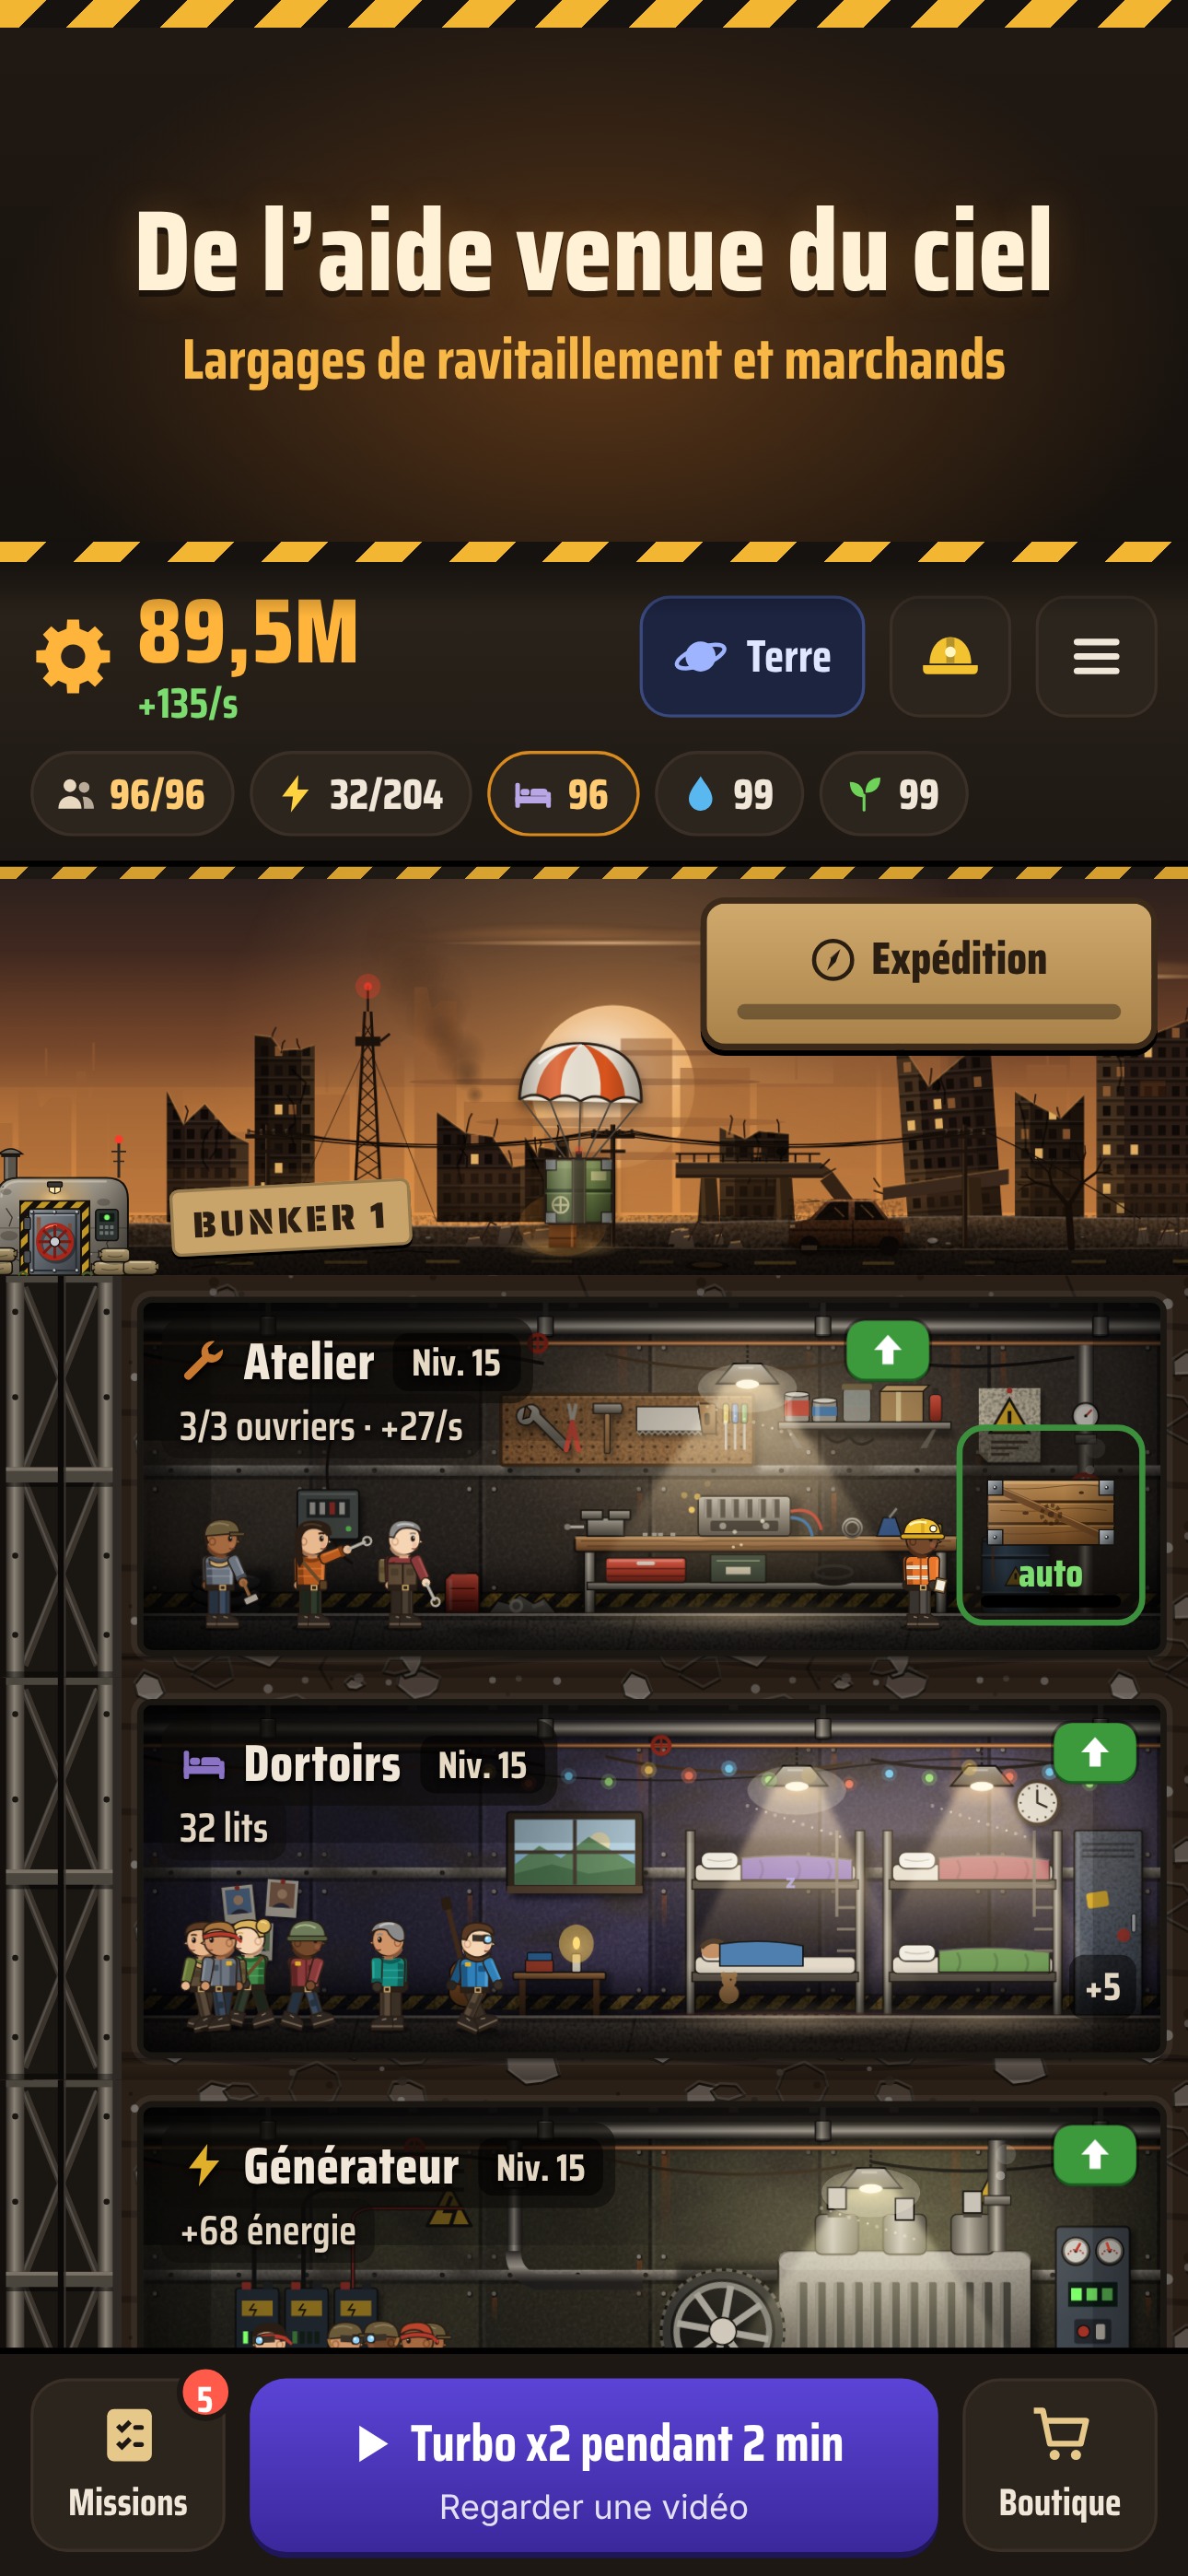 De l’aide venue du ciel
Largages de ravitaillement et marchands
89,5M
+135/s
Terre
96/96
32/204
96
99
99
Expédition
BUNKER 1
Atelier Niv. 15
3/3 ouvriers · +27/s
auto
Dortoirs Niv. 15
32 lits
z
+5
Générateur Niv. 15
+68 énergie
5
Missions
Turbo x2 pendant 2 min
Regarder une vidéo
Boutique